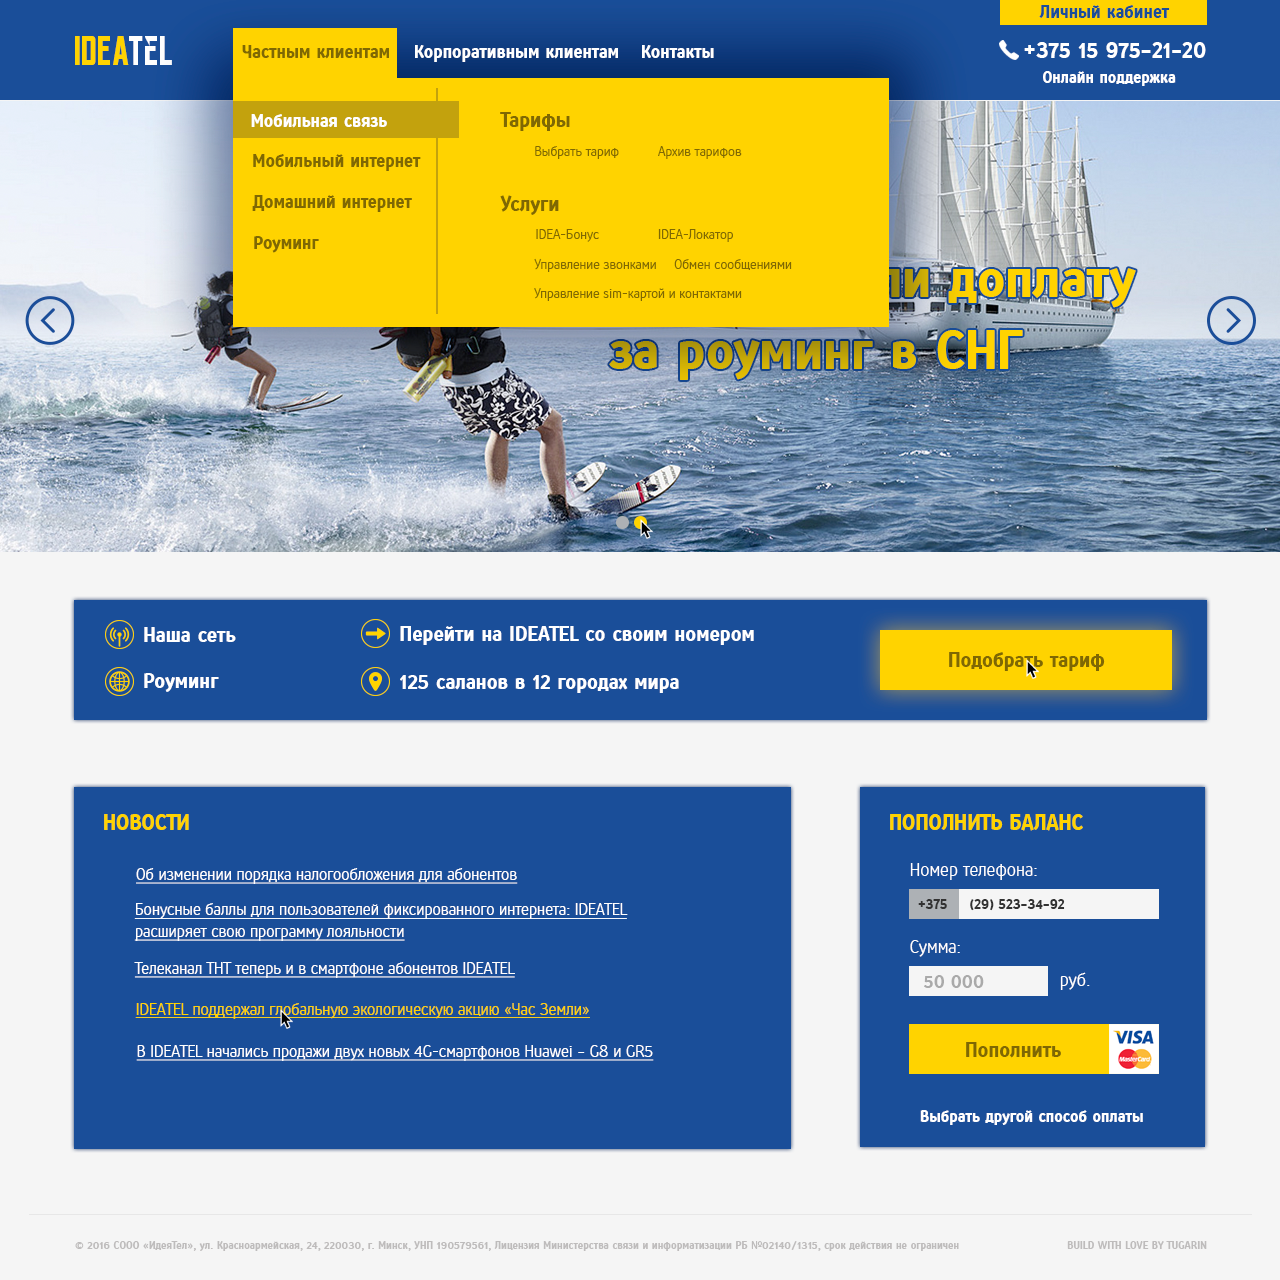 Личный кабинет
IDEATEL
Частным клиентам
Корпоративным клиентам
Контакты
+375 15 975-21-20
Онлайн поддержка
Мобильная связь
Мобильный интернет
Домашний интернет
Роуминг
Тарифы
Выбрать тариф
Архив тарифов
Услуги
IDEA-Бонус
IDEA-Локатор
Управление звонками
Обмен сообщениями
Управление sim-картой и контактами
доплату
за роуминг в СНГ
Наша сеть
Перейти на IDEATEL со своим номером
Роуминг
125 саланов в 12 городах мира
Подобрать тариф
НОВОСТИ
Об изменении порядка налогообложения для абонентов
Бонусные баллы для пользователей фиксированного интернета: IDEATEL
расширяет свою программу лояльности
Телеканал ТНТ теперь и в смартфоне абонентов IDEATEL
IDEATEL поддержал глобальную экологическую акцию «Час Земли»
В IDEATEL начались продажи двух новых 4G-смартфонов Huawei - G8 и GR5
ПОПОЛНИТЬ БАЛАНС
Номер телефона:
+375
(29) 523-34-92
Сумма:
50 000
руб.
Пополнить
VISA
MasterCard
Выбрать другой способ оплаты
© 2016 СООО «ИдеяТел», ул. Красноармейская, 24, 220030, г. Минск, УНП 190579561, Лицензия Министерства связи и информатизации РБ №02140/1315, срок действия не ограничен
BUILD WITH LOVE BY TUGARIN